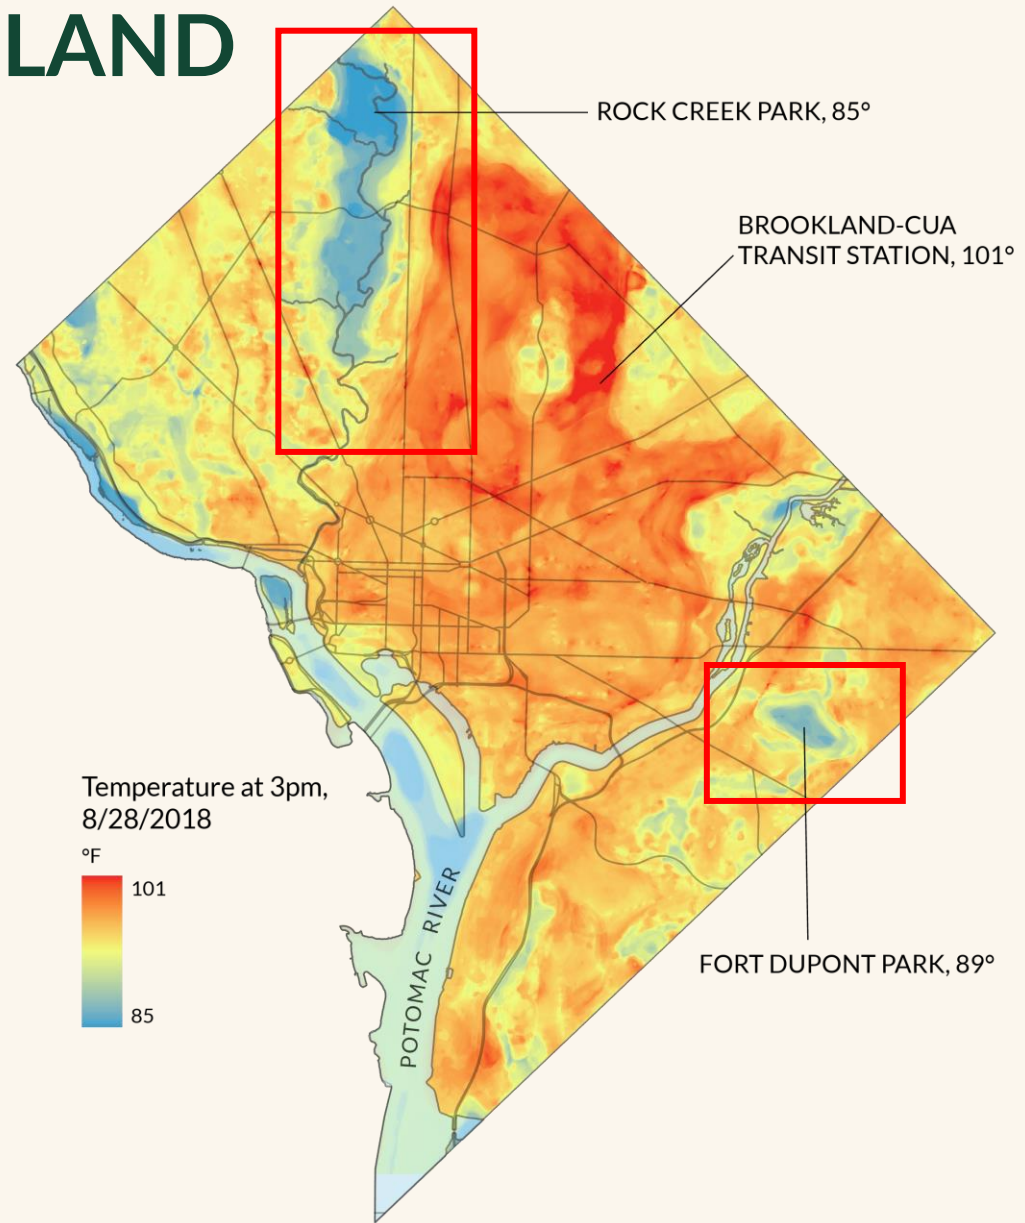 LAND
ROCK CREEK PARK, 85°
BROOKLAND-CUA
TRANSIT STATION, 101°
Temperature at 3pm,
8/28/2018
°F
101
85
POTOMAC RIVER
FORT DUPONT PARK, 89°